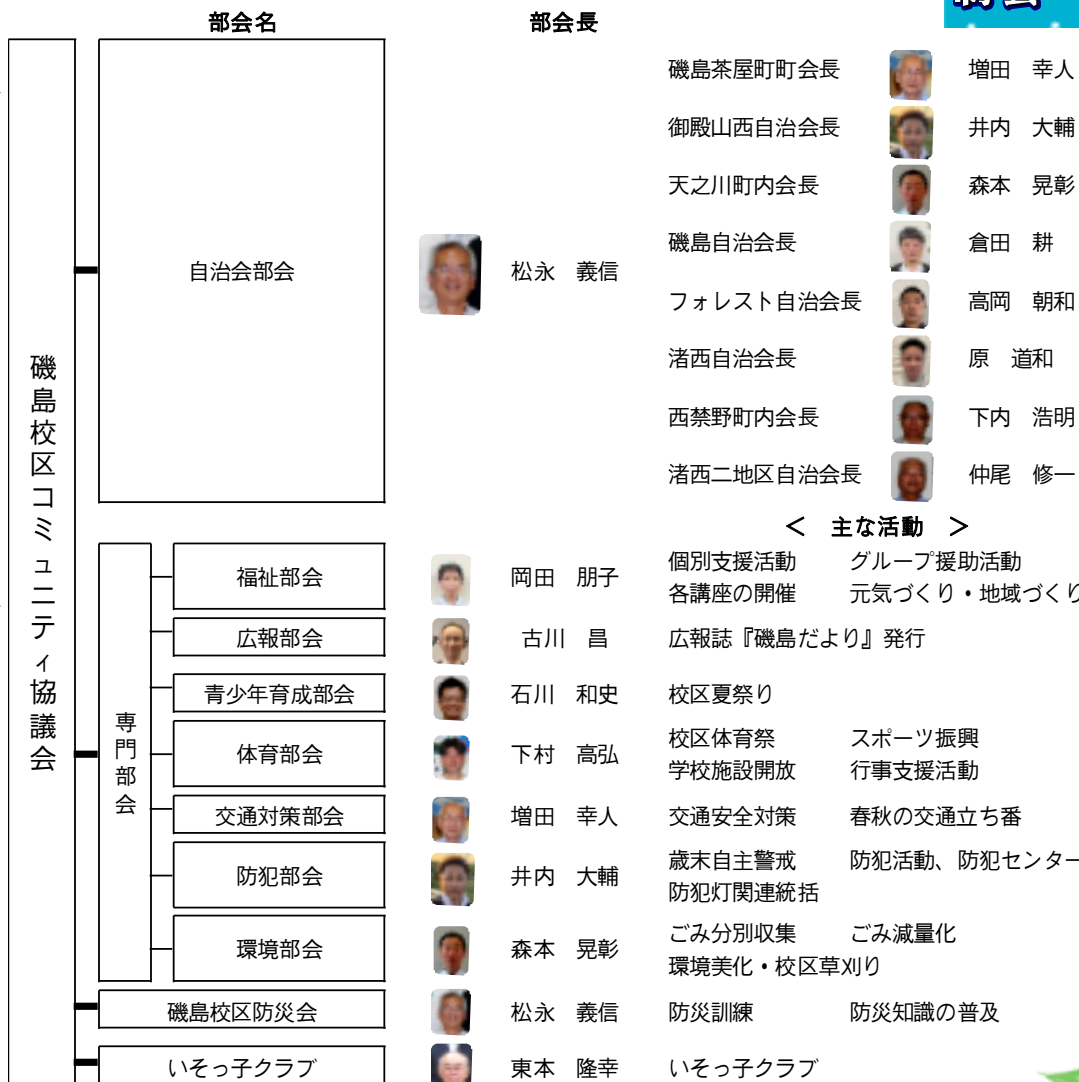 部会名　部会長
磯島校区コミュニティ協議会
自治会部会　松永　義信
磯島茶屋町町会長　増田　幸人
御殿山西自治会長　井内　大輔
天之川町内会長　森本　晃彰
磯島自治会長　倉田　耕
フォレスト自治会長　高岡　朝和
渚西自治会長　原　道和
西禁野町内会長　下内　浩明
渚西二地区自治会長　仲尾　修一
＜　主な活動　＞
専門部会
福祉部会　岡田　朋子
個別支援活動　グループ援助活動
各講座の開催　元気づくり・地域づくり
広報部会　古川　昌　広報誌『磯島だより』発行
青少年育成部会　石川　和史　校区夏祭り
体育部会　下村　高弘
校区体育祭　スポーツ振興
学校施設開放　行事支援活動
交通対策部会　増田　幸人　交通安全対策　春秋の交通立ち番
防犯部会　井内　大輔
歳末自主警戒　防犯活動、防犯センター
防犯灯関連統括
環境部会　森本　晃彰
ごみ分別収集　ごみ減量化
環境美化・校区草刈り
磯島校区防災会　松永　義信　防災訓練　防災知識の普及
いそっ子クラブ　東本　隆幸　いそっ子クラブ